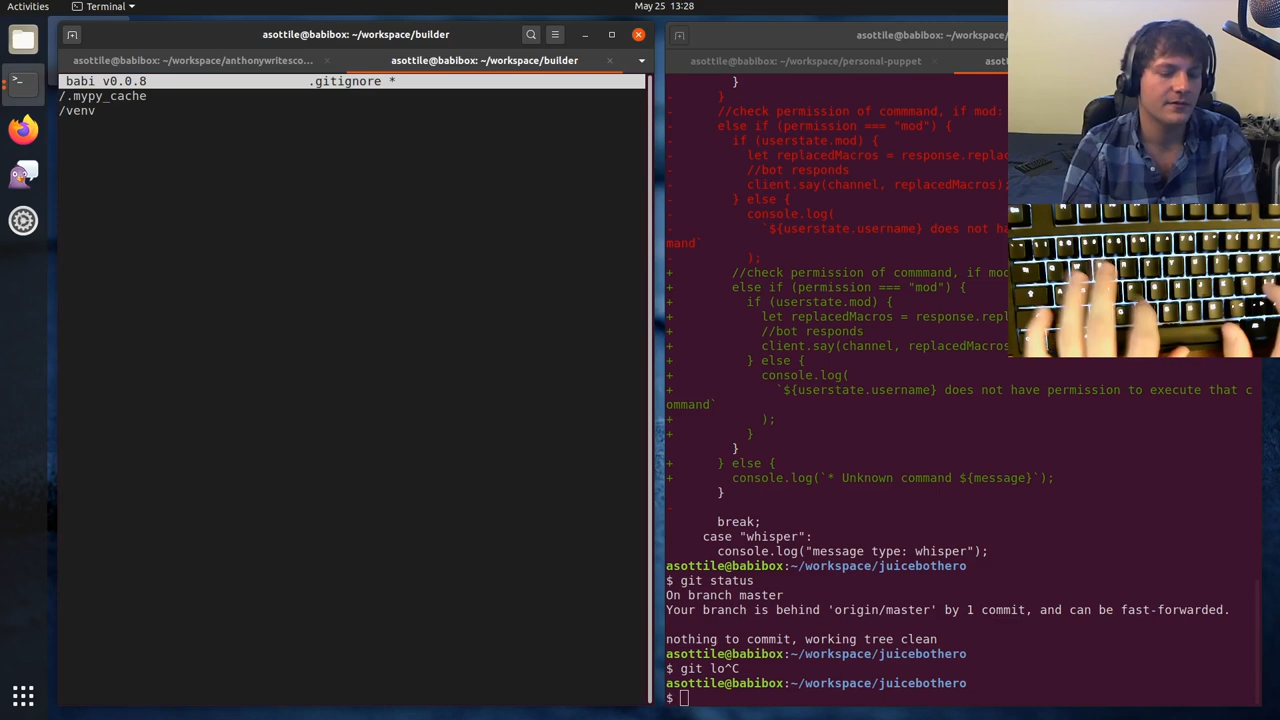 Activities
Terminal
May 25 13:28
asottile@babibox: ~/workspace/builder
asottile@babibox: ~/workspace/anthonywritesco...
asottile@babibox: ~/workspace/builder
babi v0.0.8 .gitignore *
/.mypy_cache
/venv
asottile@babibox: ~/workspace/
asottile@babibox: ~/workspace/personal-puppet
asott
}
- }
- //check permission of commmand, if mod:
- else if (permission === "mod") {
- if (userstate.mod) {
- let replacedMacros = response.replac
- //bot responds
- client.say(channel, replacedMacros);
- } else {
- console.log(
- `${userstate.username} does not ha
mand`
- );
+ //check permission of commmand, if mod
+ else if (permission === "mod") {
+ if (userstate.mod) {
+ let replacedMacros = response.rep
+ //bot responds
+ client.say(channel, replacedMacro
+ } else {
+ console.log(
+ `${userstate.username} does not have permission to execute that c
ommand`
+ );
+ }
}
+ } else {
+ console.log(`* Unknown command ${message}`);
}
-
break;
case "whisper":
console.log("message type: whisper");
asottile@babibox:~/workspace/juicebothero
$ git status
On branch master
Your branch is behind 'origin/master' by 1 commit, and can be fast-forwarded.
nothing to commit, working tree clean
asottile@babibox:~/workspace/juicebothero
$ git lo^C
asottile@babibox:~/workspace/juicebothero
$